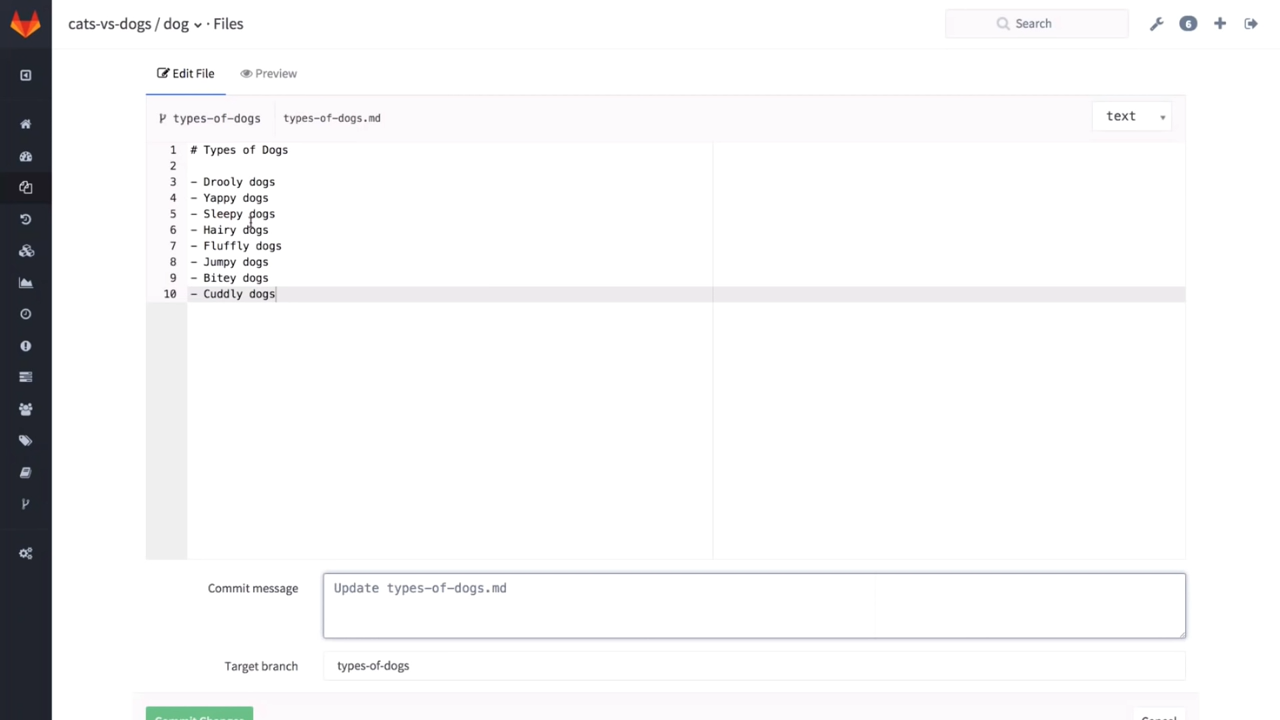 cats-vs-dogs / dog · Files
Search
6
Edit File
Preview
types-of-dogs
types-of-dogs.md
text
1 # Types of Dogs
2
3 - Drooly dogs
4 - Yappy dogs
5 - Sleepy dogs
6 - Hairy dogs
7 - Fluffly dogs
8 - Jumpy dogs
9 - Bitey dogs
10 - Cuddly dogs
Commit message
Update types-of-dogs.md
Target branch
types-of-dogs
Commit Changes
Cancel